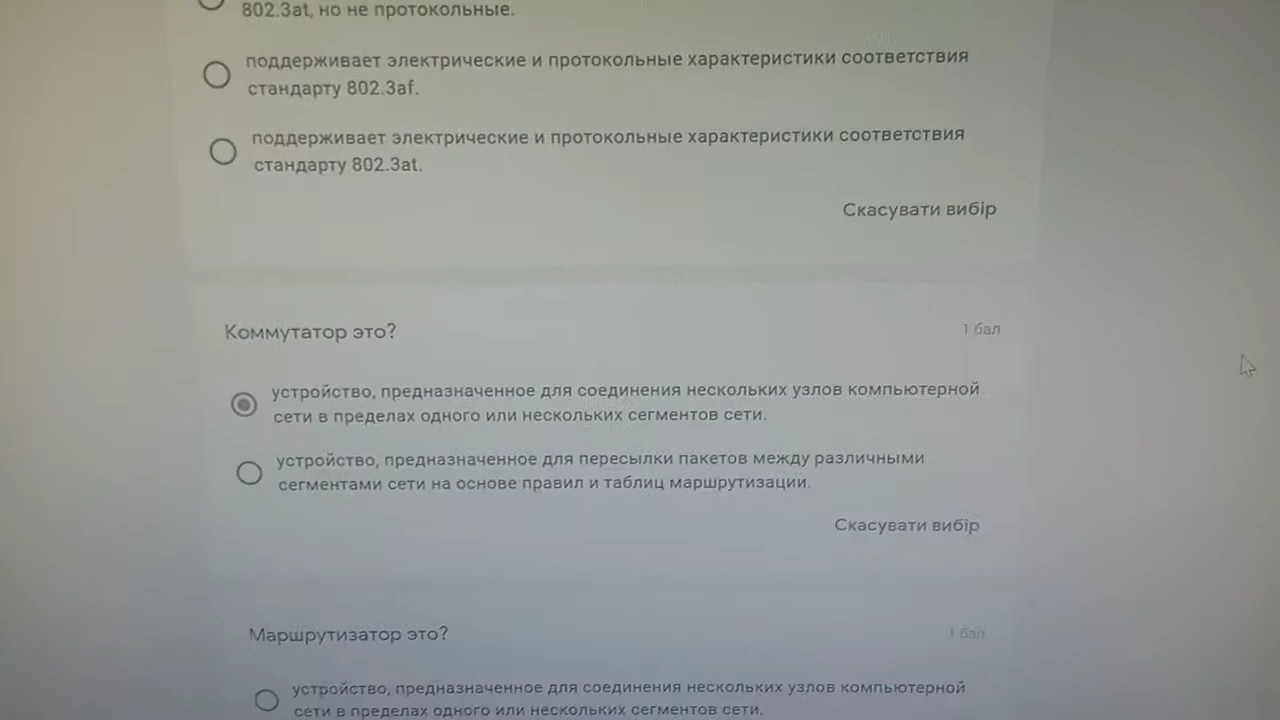 802.3at, но не протокольные.
поддерживает электрические и протокольные характеристики соответствия
стандарту 802.3af.
поддерживает электрические и протокольные характеристики соответствия
стандарту 802.3at.
Скасувати вибір
Коммутатор это?
1 бал
устройство, предназначенное для соединения нескольких узлов компьютерной
сети в пределах одного или нескольких сегментов сети.
устройство, предназначенное для пересылки пакетов между различными
сегментами сети на основе правил и таблиц маршрутизации.
Скасувати вибір
Маршрутизатор это?
1 бал
устройство, предназначенное для соединения нескольких узлов компьютерной
сети в пределах одного или нескольких сегментов сети.